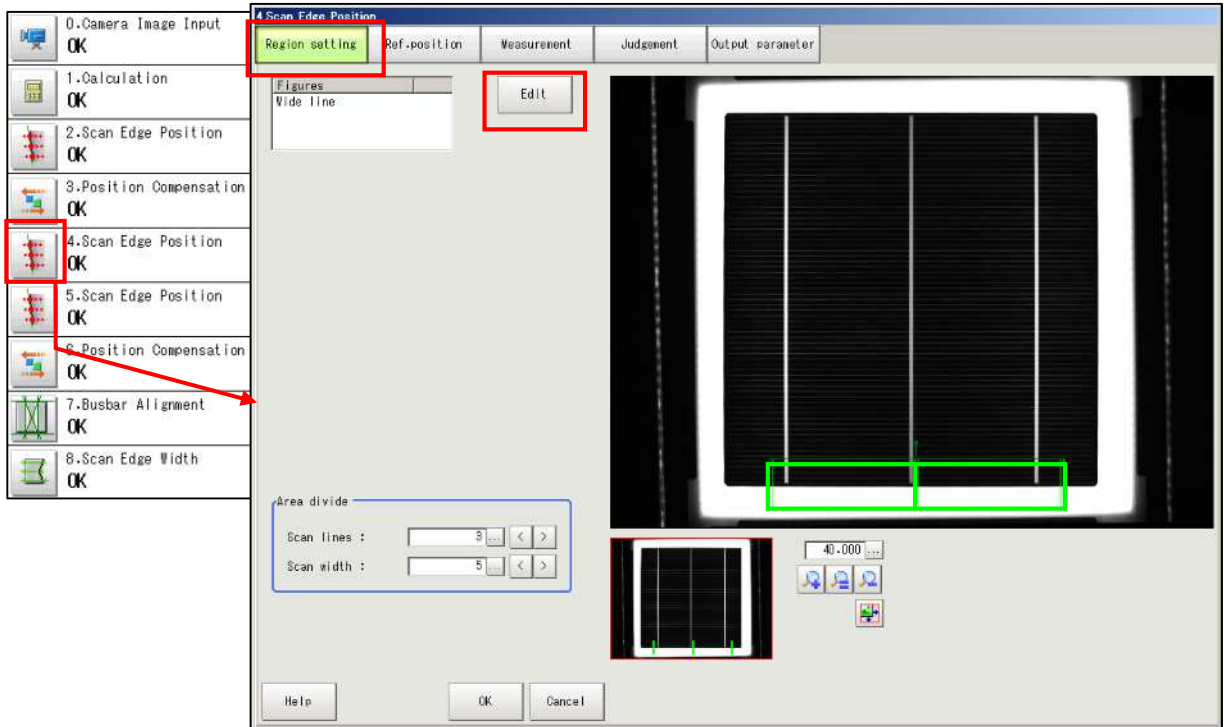 0.Camera Image Input
OK
1.Calculation
OK
2.Scan Edge Position
OK
3.Position Compensation
OK
4.Scan Edge Position
OK
5.Scan Edge Position
OK
6.Position Compensation
OK
7.Busbar Alignment
OK
8.Scan Edge Width
OK
4.Scan Edge Position
Region setting
Ref.position
Measurement
Judgement
Output parameter
Figures
Wide line
Edit
Area divide
Scan lines : 3 ... < >
Scan width : 5 ... < >
40.000 ...
Help
OK
Cancel